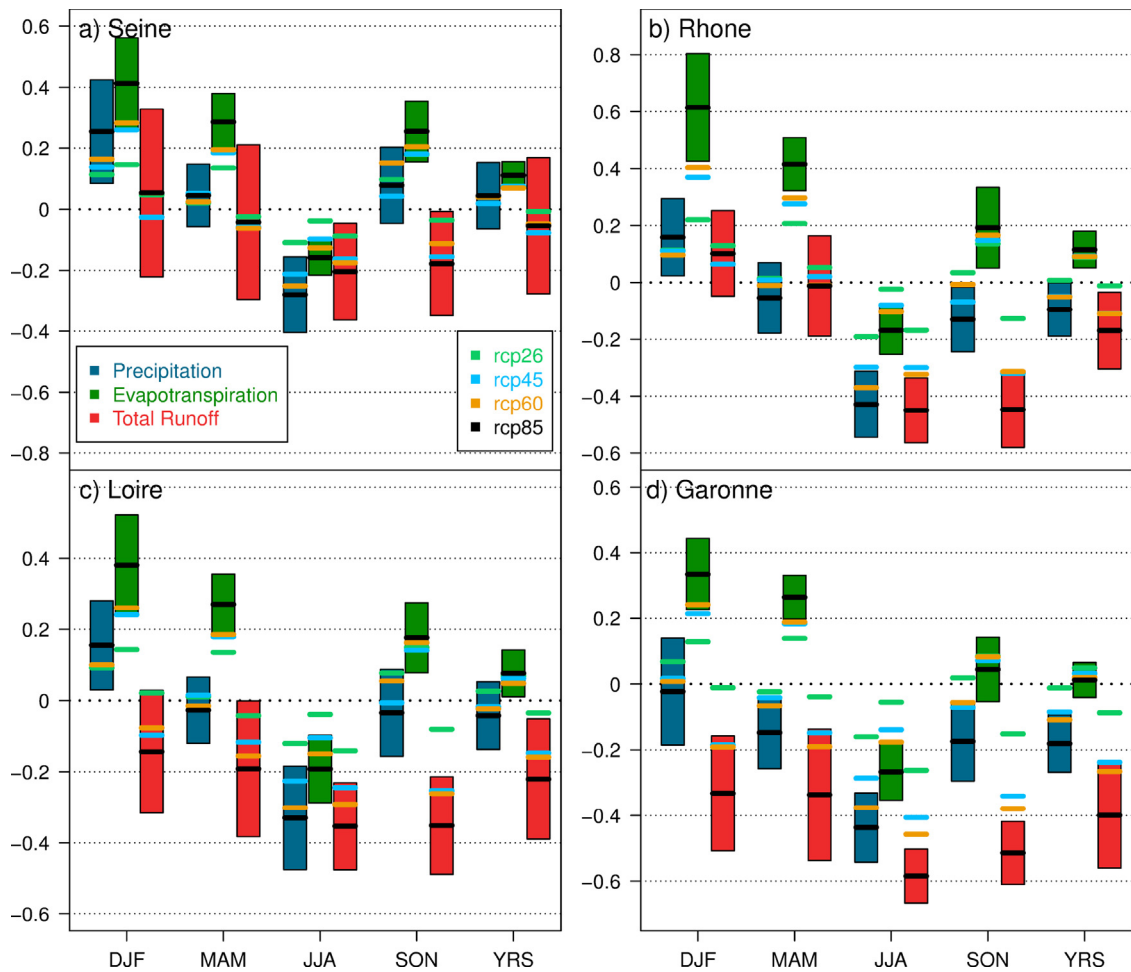 a) Seine
0.6
0.4
0.2
0
−0.2
−0.4
−0.6
−0.8
Precipitation
Evapotranspiration
Total Runoff
rcp26
rcp45
rcp60
rcp85
b) Rhone
0.8
0.6
0.4
0.2
0
−0.2
−0.4
−0.6
c) Loire
0.4
0.2
0
−0.2
−0.4
−0.6
DJF MAM JJA SON YRS
d) Garonne
0.6
0.4
0.2
0
−0.2
−0.4
−0.6
DJF MAM JJA SON YRS